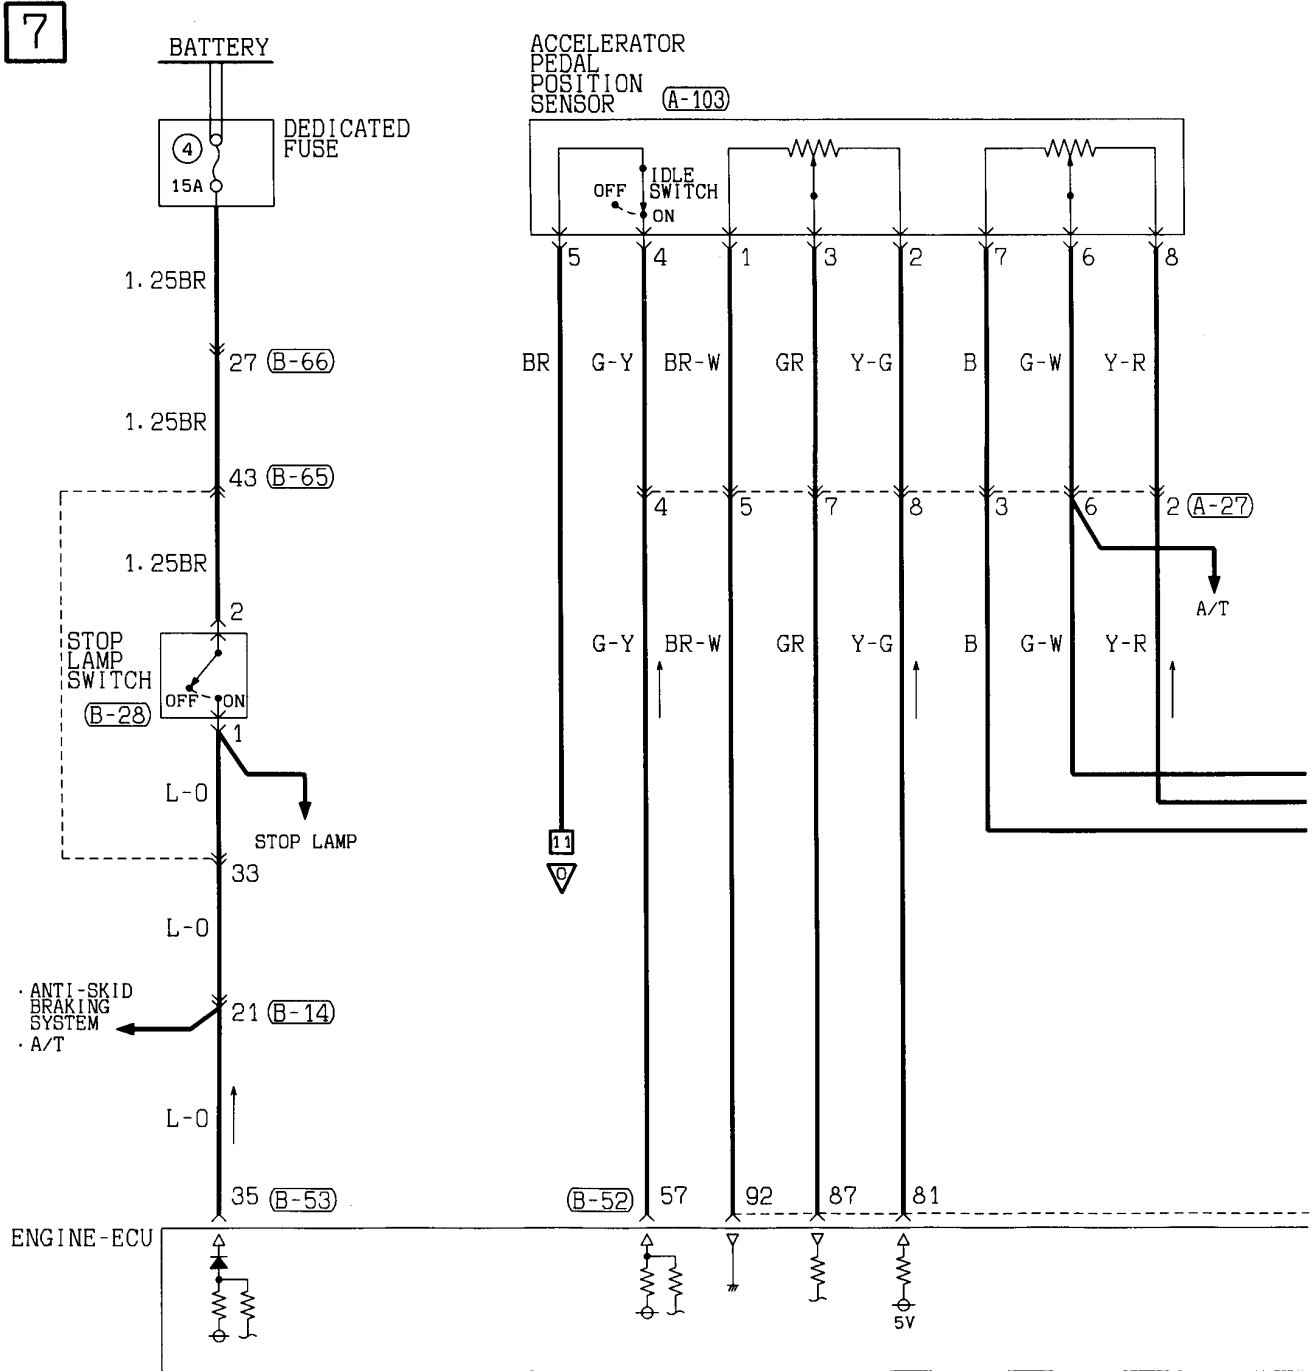 7
BATTERY
ACCELERATOR
PEDAL
POSITION
SENSOR (A-103)
DEDICATED
FUSE
4
15A
IDLE
SWITCH
OFF
ON
5 4 1 3 2 7 6 8
1.25BR
27 (B-66)
BR G-Y BR-W GR Y-G B G-W Y-R
1.25BR
43 (B-65)
4 5 7 8 3 6 2 (A-27)
1.25BR
2
A/T
STOP
LAMP
SWITCH
OFF ON
(B-28)
1
G-Y BR-W GR Y-G B G-W Y-R
L-O
STOP LAMP
11
0
33
L-O
· ANTI-SKID
BRAKING
SYSTEM
· A/T
21 (B-14)
L-O
35 (B-53)
(B-52) 57 92 87 81
ENGINE-ECU
5V